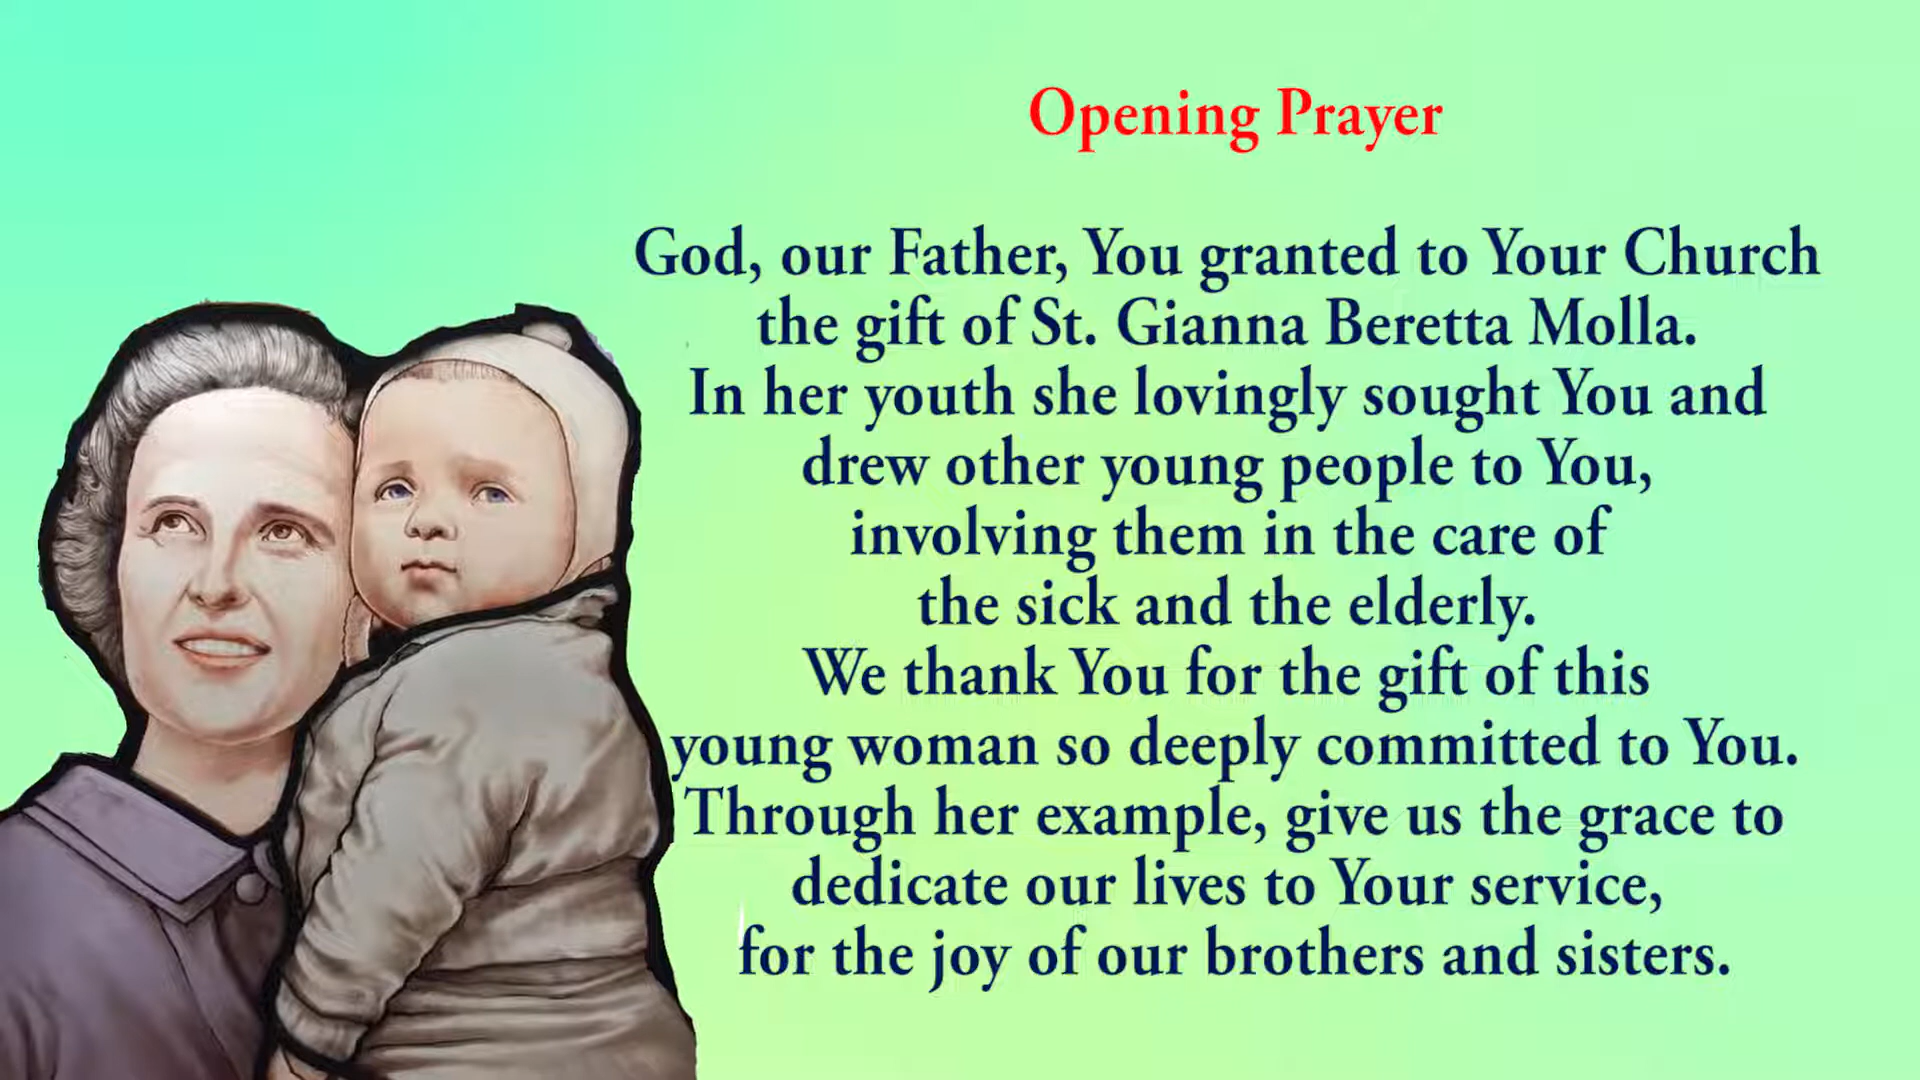 Opening Prayer
God, our Father, You granted to Your Church
the gift of St. Gianna Beretta Molla.
In her youth she lovingly sought You and
drew other young people to You,
involving them in the care of
the sick and the elderly.
We thank You for the gift of this
young woman so deeply committed to You.
Through her example, give us the grace to
dedicate our lives to Your service,
for the joy of our brothers and sisters.